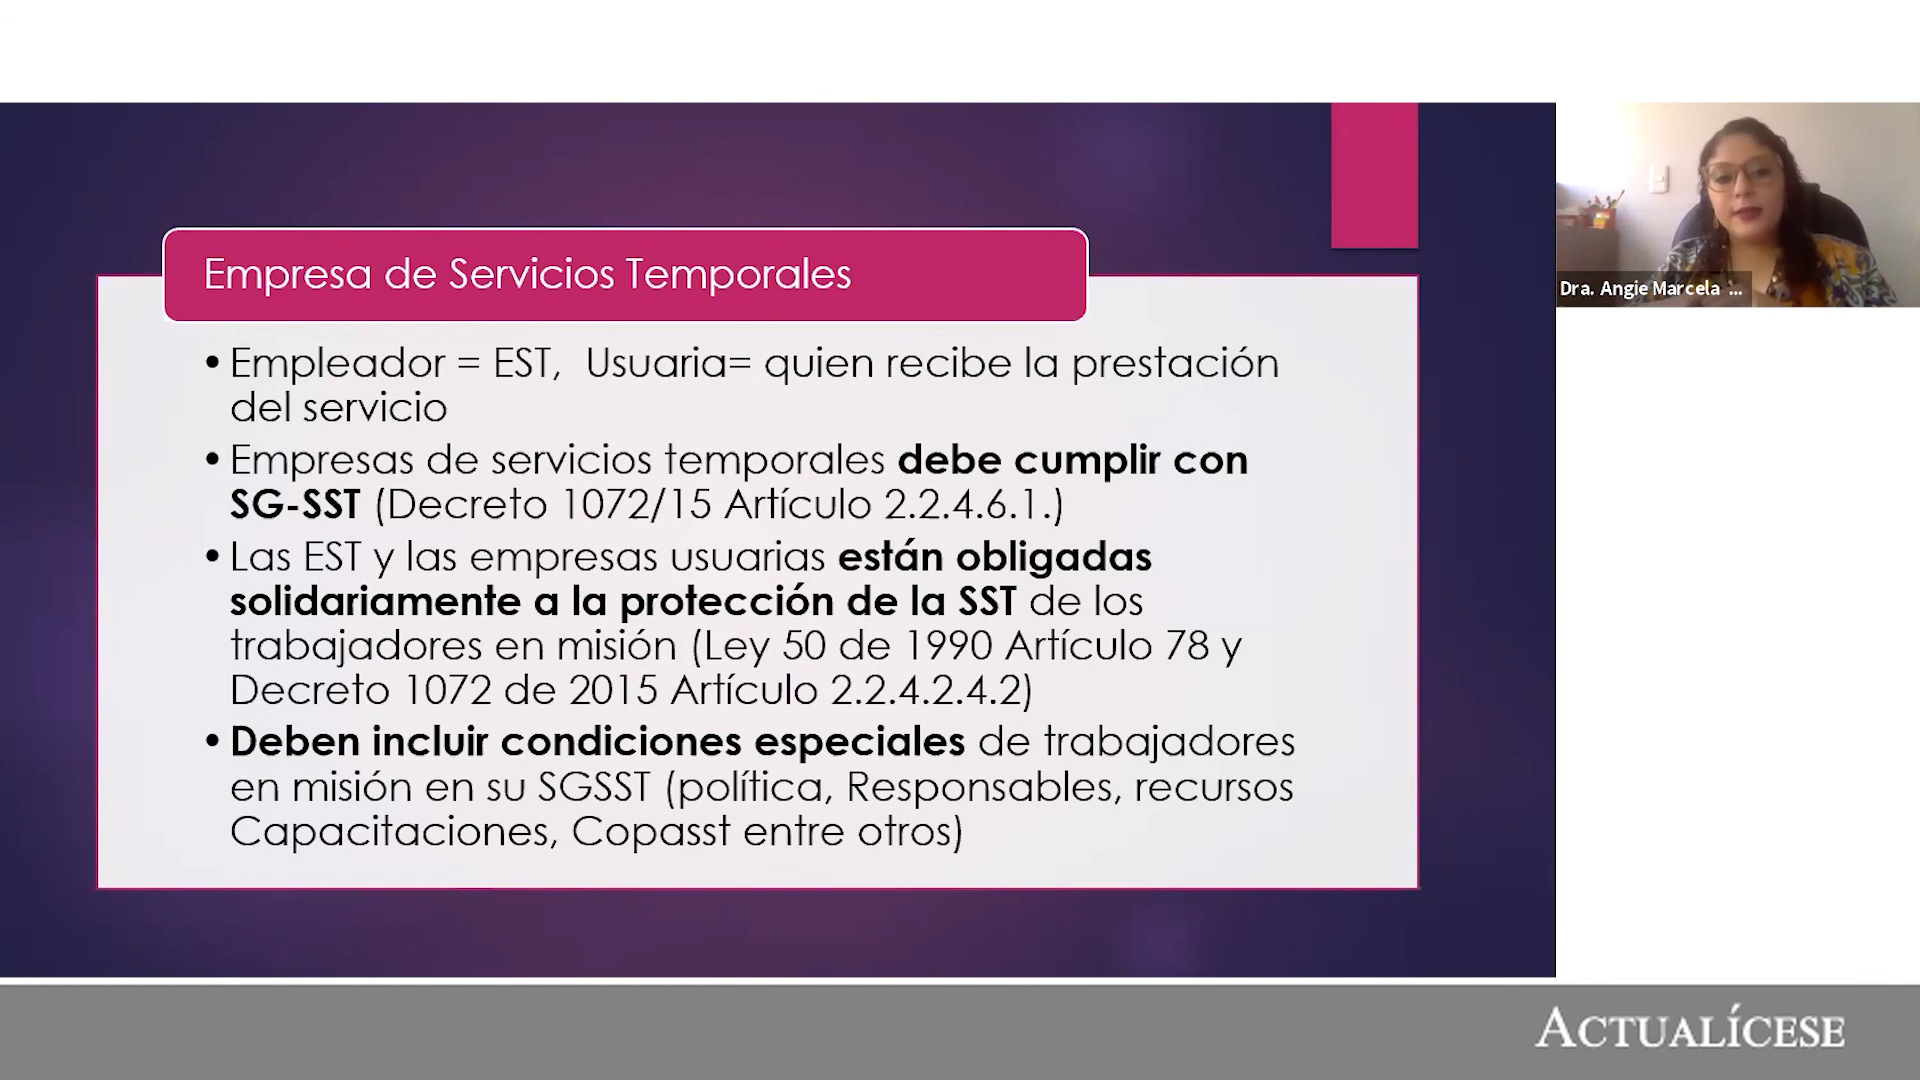 Empresa de Servicios Temporales
• Empleador = EST, Usuaria= quien recibe la prestación
del servicio
• Empresas de servicios temporales debe cumplir con
SG-SST (Decreto 1072/15 Artículo 2.2.4.6.1.)
• Las EST y las empresas usuarias están obligadas
solidariamente a la protección de la SST de los
trabajadores en misión (Ley 50 de 1990 Artículo 78 y
Decreto 1072 de 2015 Artículo 2.2.4.2.4.2)
• Deben incluir condiciones especiales de trabajadores
en misión en su SGSST (política, Responsables, recursos
Capacitaciones, Copasst entre otros)
Dra. Angie Marcela ...
ACTUALÍCESE